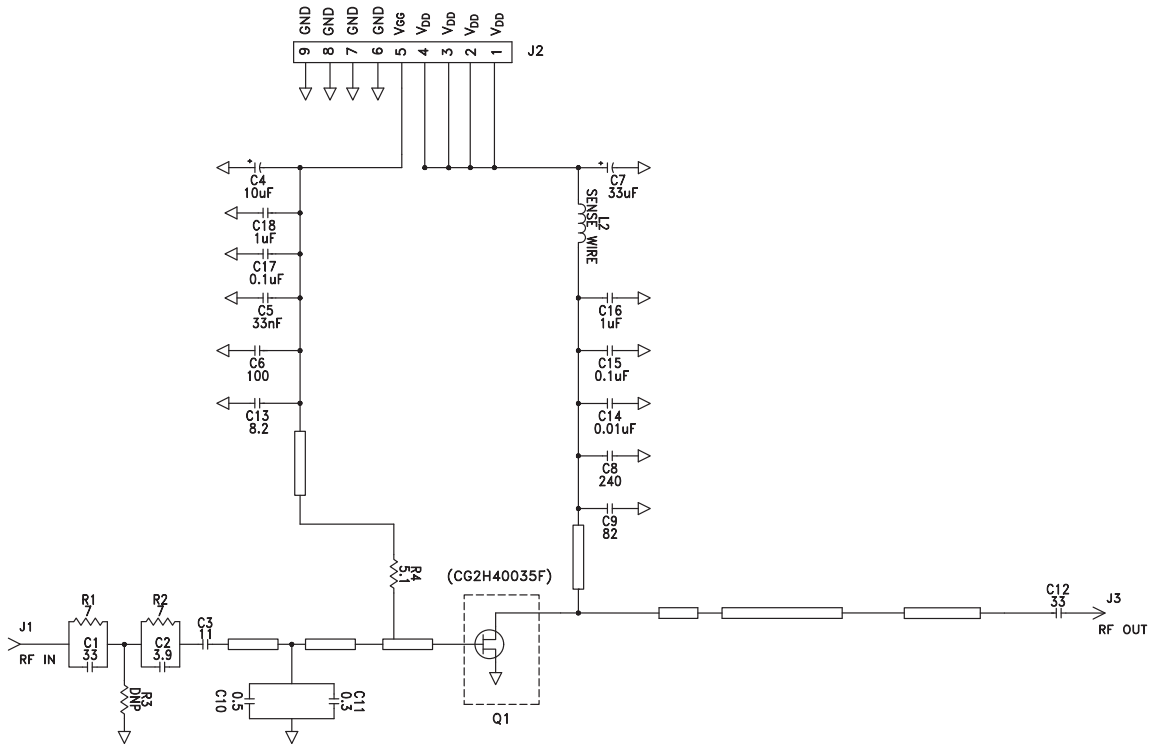 GND
GND
GND
GND
VGG
VDD
VDD
VDD
VDD
9
8
7
6
5
4
3
2
1
J2
C4
10uF
C18
1uF
C17
0.1uF
C5
33nF
C6
100
C13
8.2
C7
33uF
L2
SENSE WIRE
C16
1uF
C15
0.1uF
C14
0.01uF
C8
240
C9
82
R4
5.1
(CG2H40035F)
Q1
J1
RF IN
R1
7
C1
33
R2
7
C2
3.9
R3
DNP
C3
11
C10
0.5
C11
0.3
C12
33
J3
RF OUT